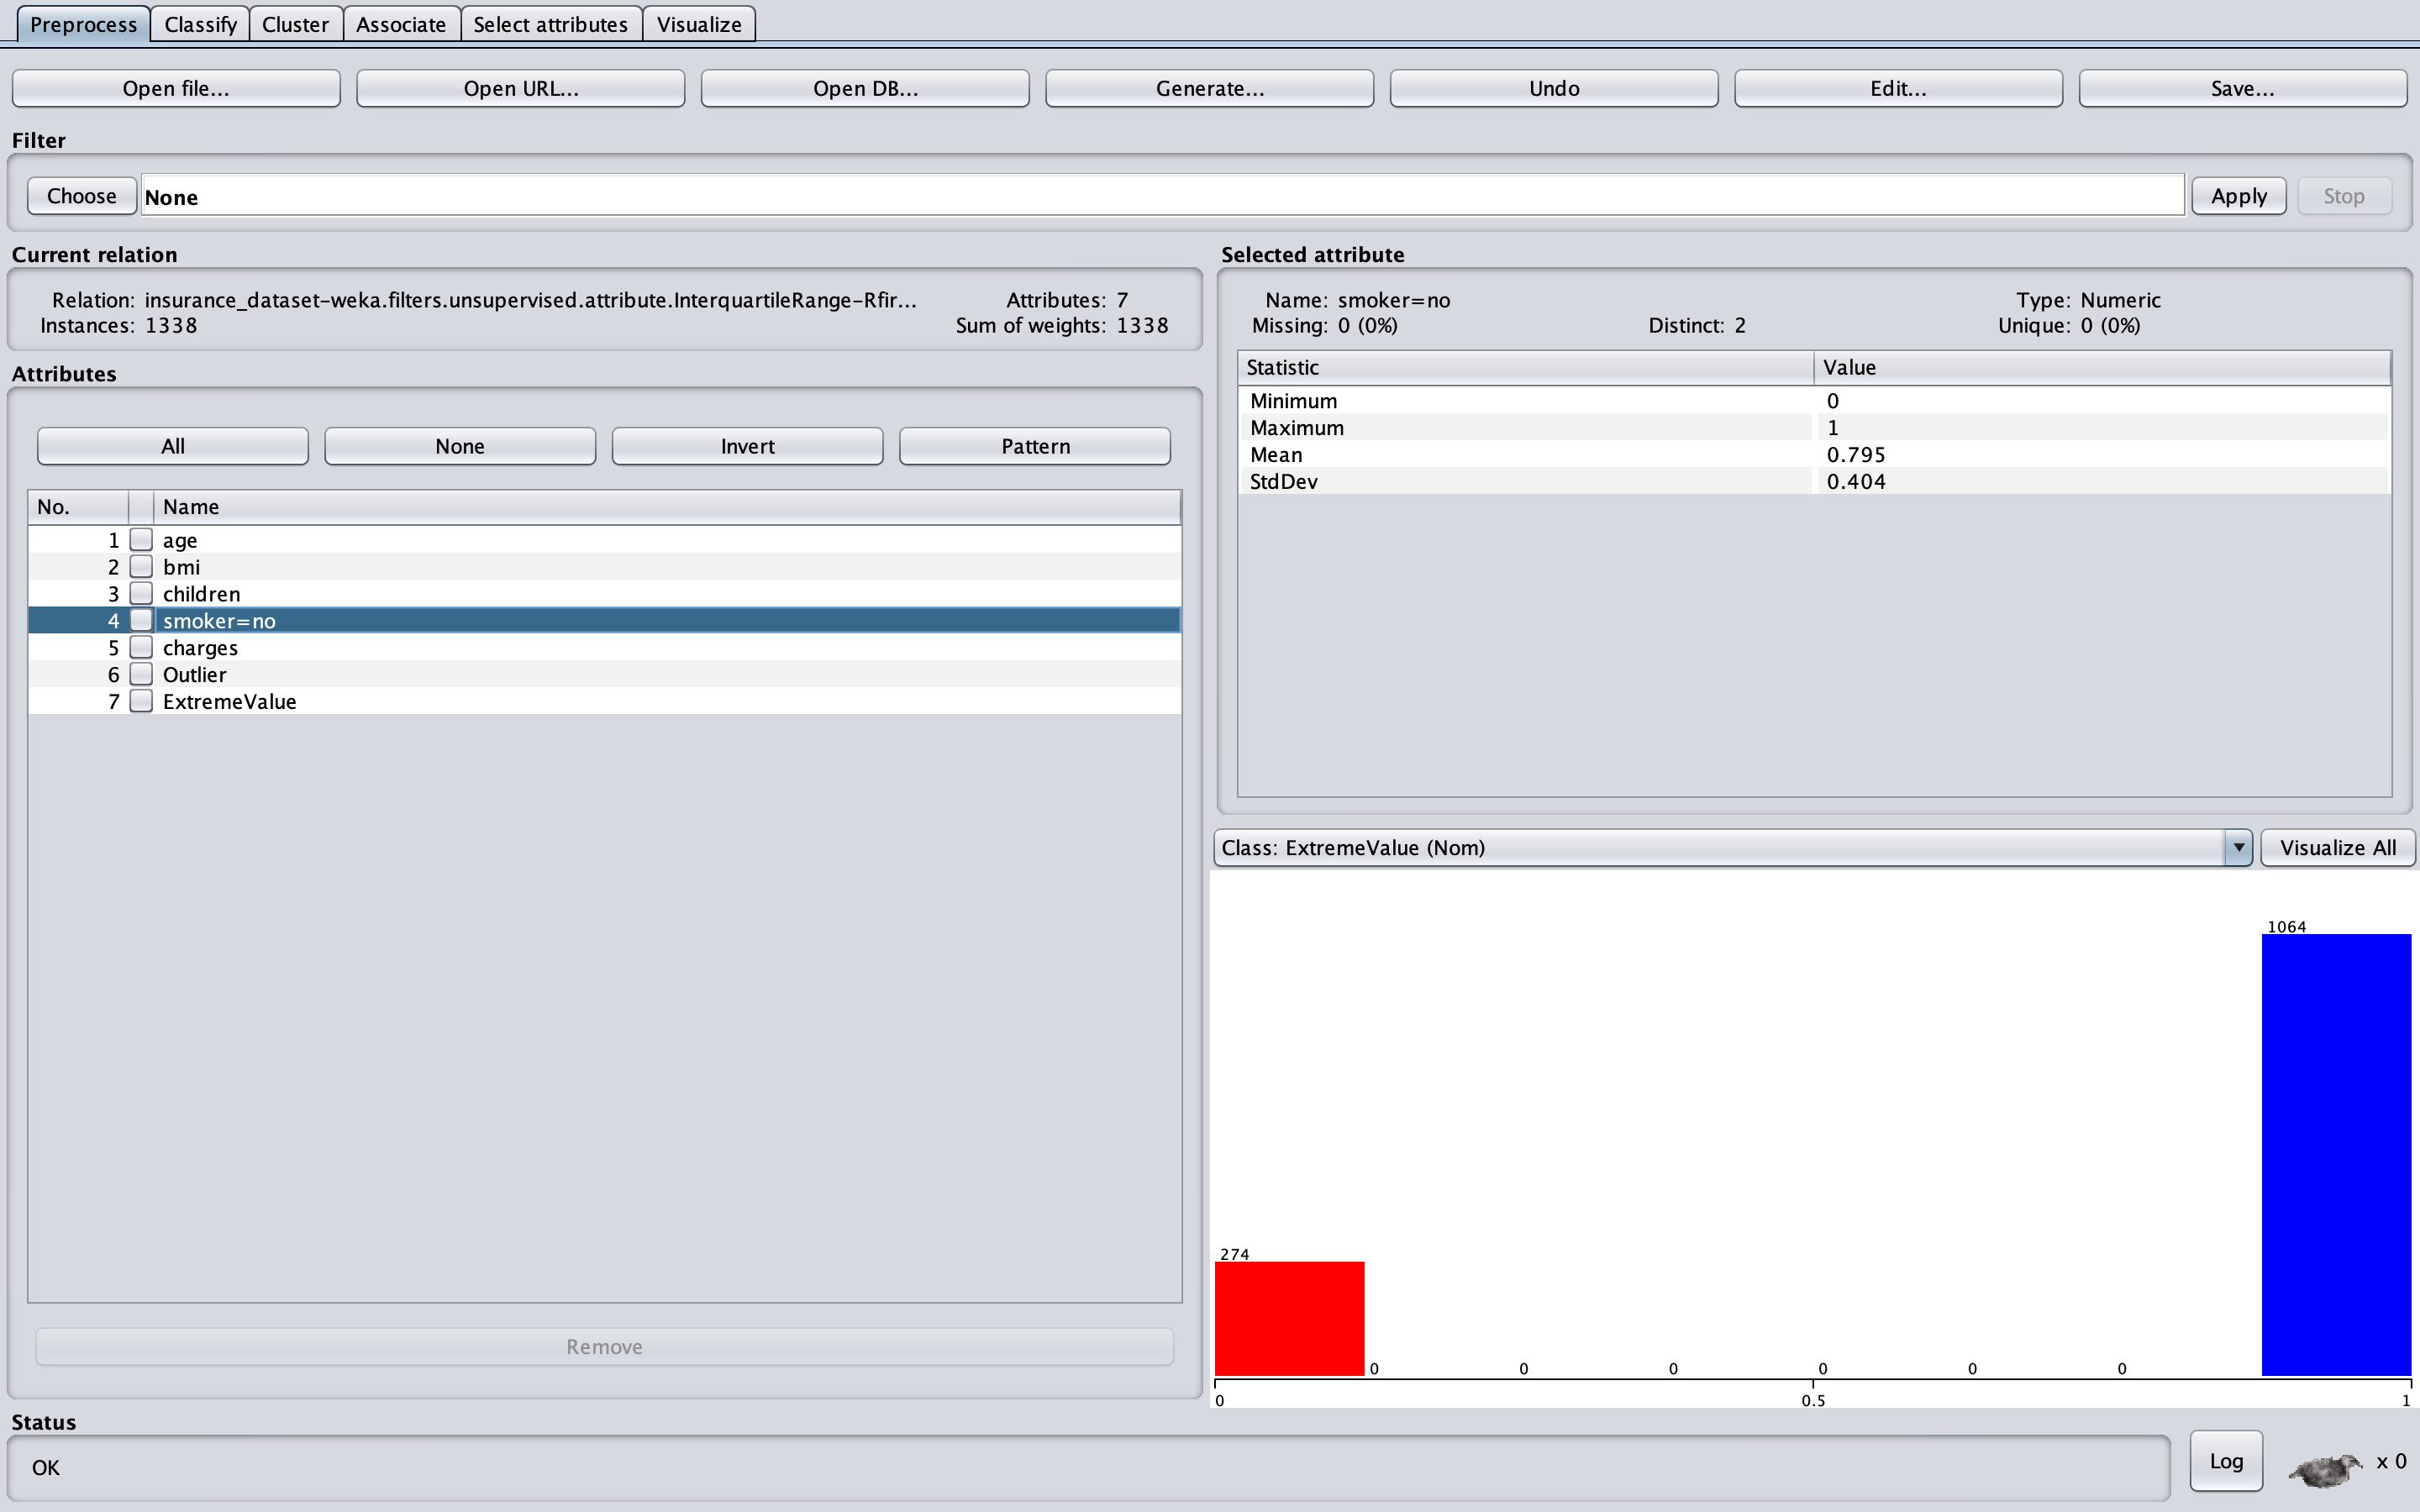 Preprocess Classify Cluster Associate Select attributes Visualize
Open file... Open URL... Open DB... Generate... Undo Edit... Save...
Filter
Choose None Apply Stop
Current relation
Relation: insurance_dataset-weka.filters.unsupervised.attribute.InterquartileRange-Rfir... Attributes: 7
Instances: 1338 Sum of weights: 1338
Attributes
All None Invert Pattern
No. Name
1 age
2 bmi
3 children
4 smoker=no
5 charges
6 Outlier
7 ExtremeValue
Remove
Selected attribute
Name: smoker=no Type: Numeric
Missing: 0 (0%) Distinct: 2 Unique: 0 (0%)
Statistic Value
Minimum 0
Maximum 1
Mean 0.795
StdDev 0.404
Class: ExtremeValue (Nom) Visualize All
1064
274
0 0 0 0 0 0
0 0.5 1
Status
OK
Log x 0